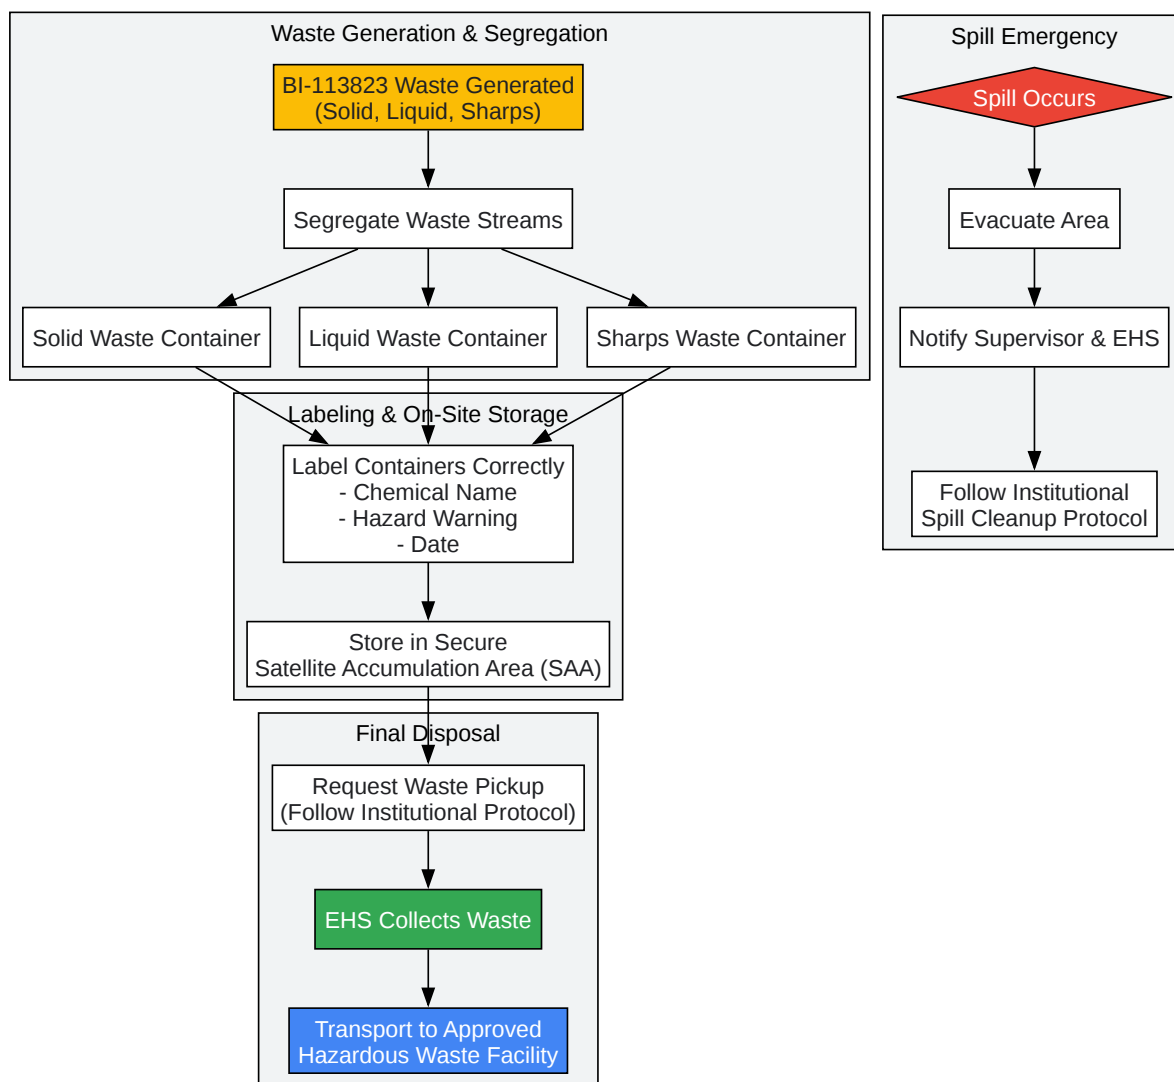 Waste Generation & Segregation
BI-113823 Waste Generated
(Solid, Liquid, Sharps)
Segregate Waste Streams
Solid Waste Container
Liquid Waste Container
Sharps Waste Container
Labeling & On-Site Storage
Label Containers Correctly
- Chemical Name
- Hazard Warning
- Date
Store in Secure
Satellite Accumulation Area (SAA)
Final Disposal
Request Waste Pickup
(Follow Institutional Protocol)
EHS Collects Waste
Transport to Approved
Hazardous Waste Facility
Spill Emergency
Spill Occurs
Evacuate Area
Notify Supervisor & EHS
Follow Institutional
Spill Cleanup Protocol